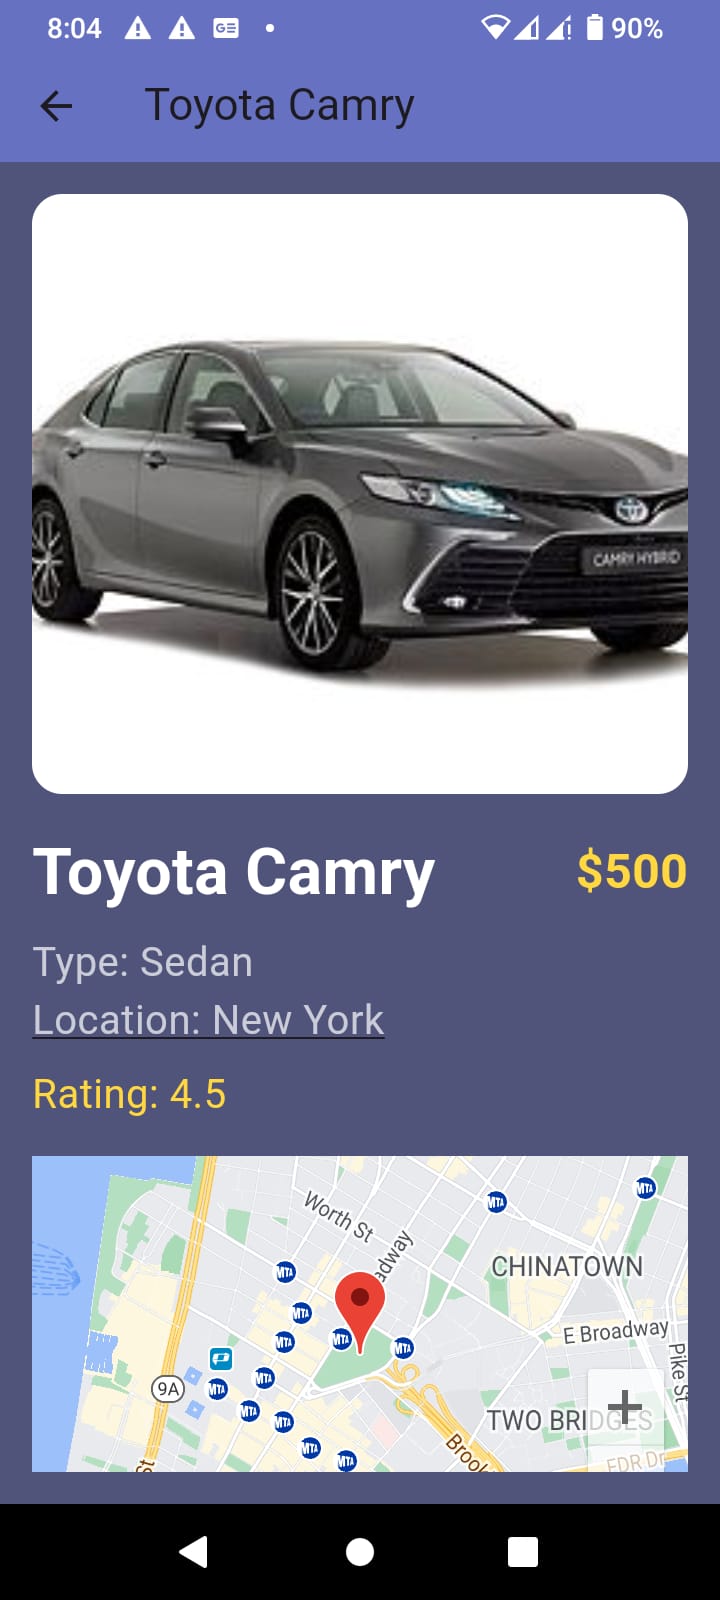 8:04
90%
Toyota Camry
CAMRY HYBRID
Toyota Camry
$500
Type: Sedan
Location: New York
Rating: 4.5
Worth St
adway
MTA
MTA
CHINATOWN
MTA
MTA
MTA
MTA
MTA
E Broadway
Pike St
9A
MTA
MTA
MTA
MTA
TWO BRIDGES
MTA
MTA
Brook
FDR Dr
St